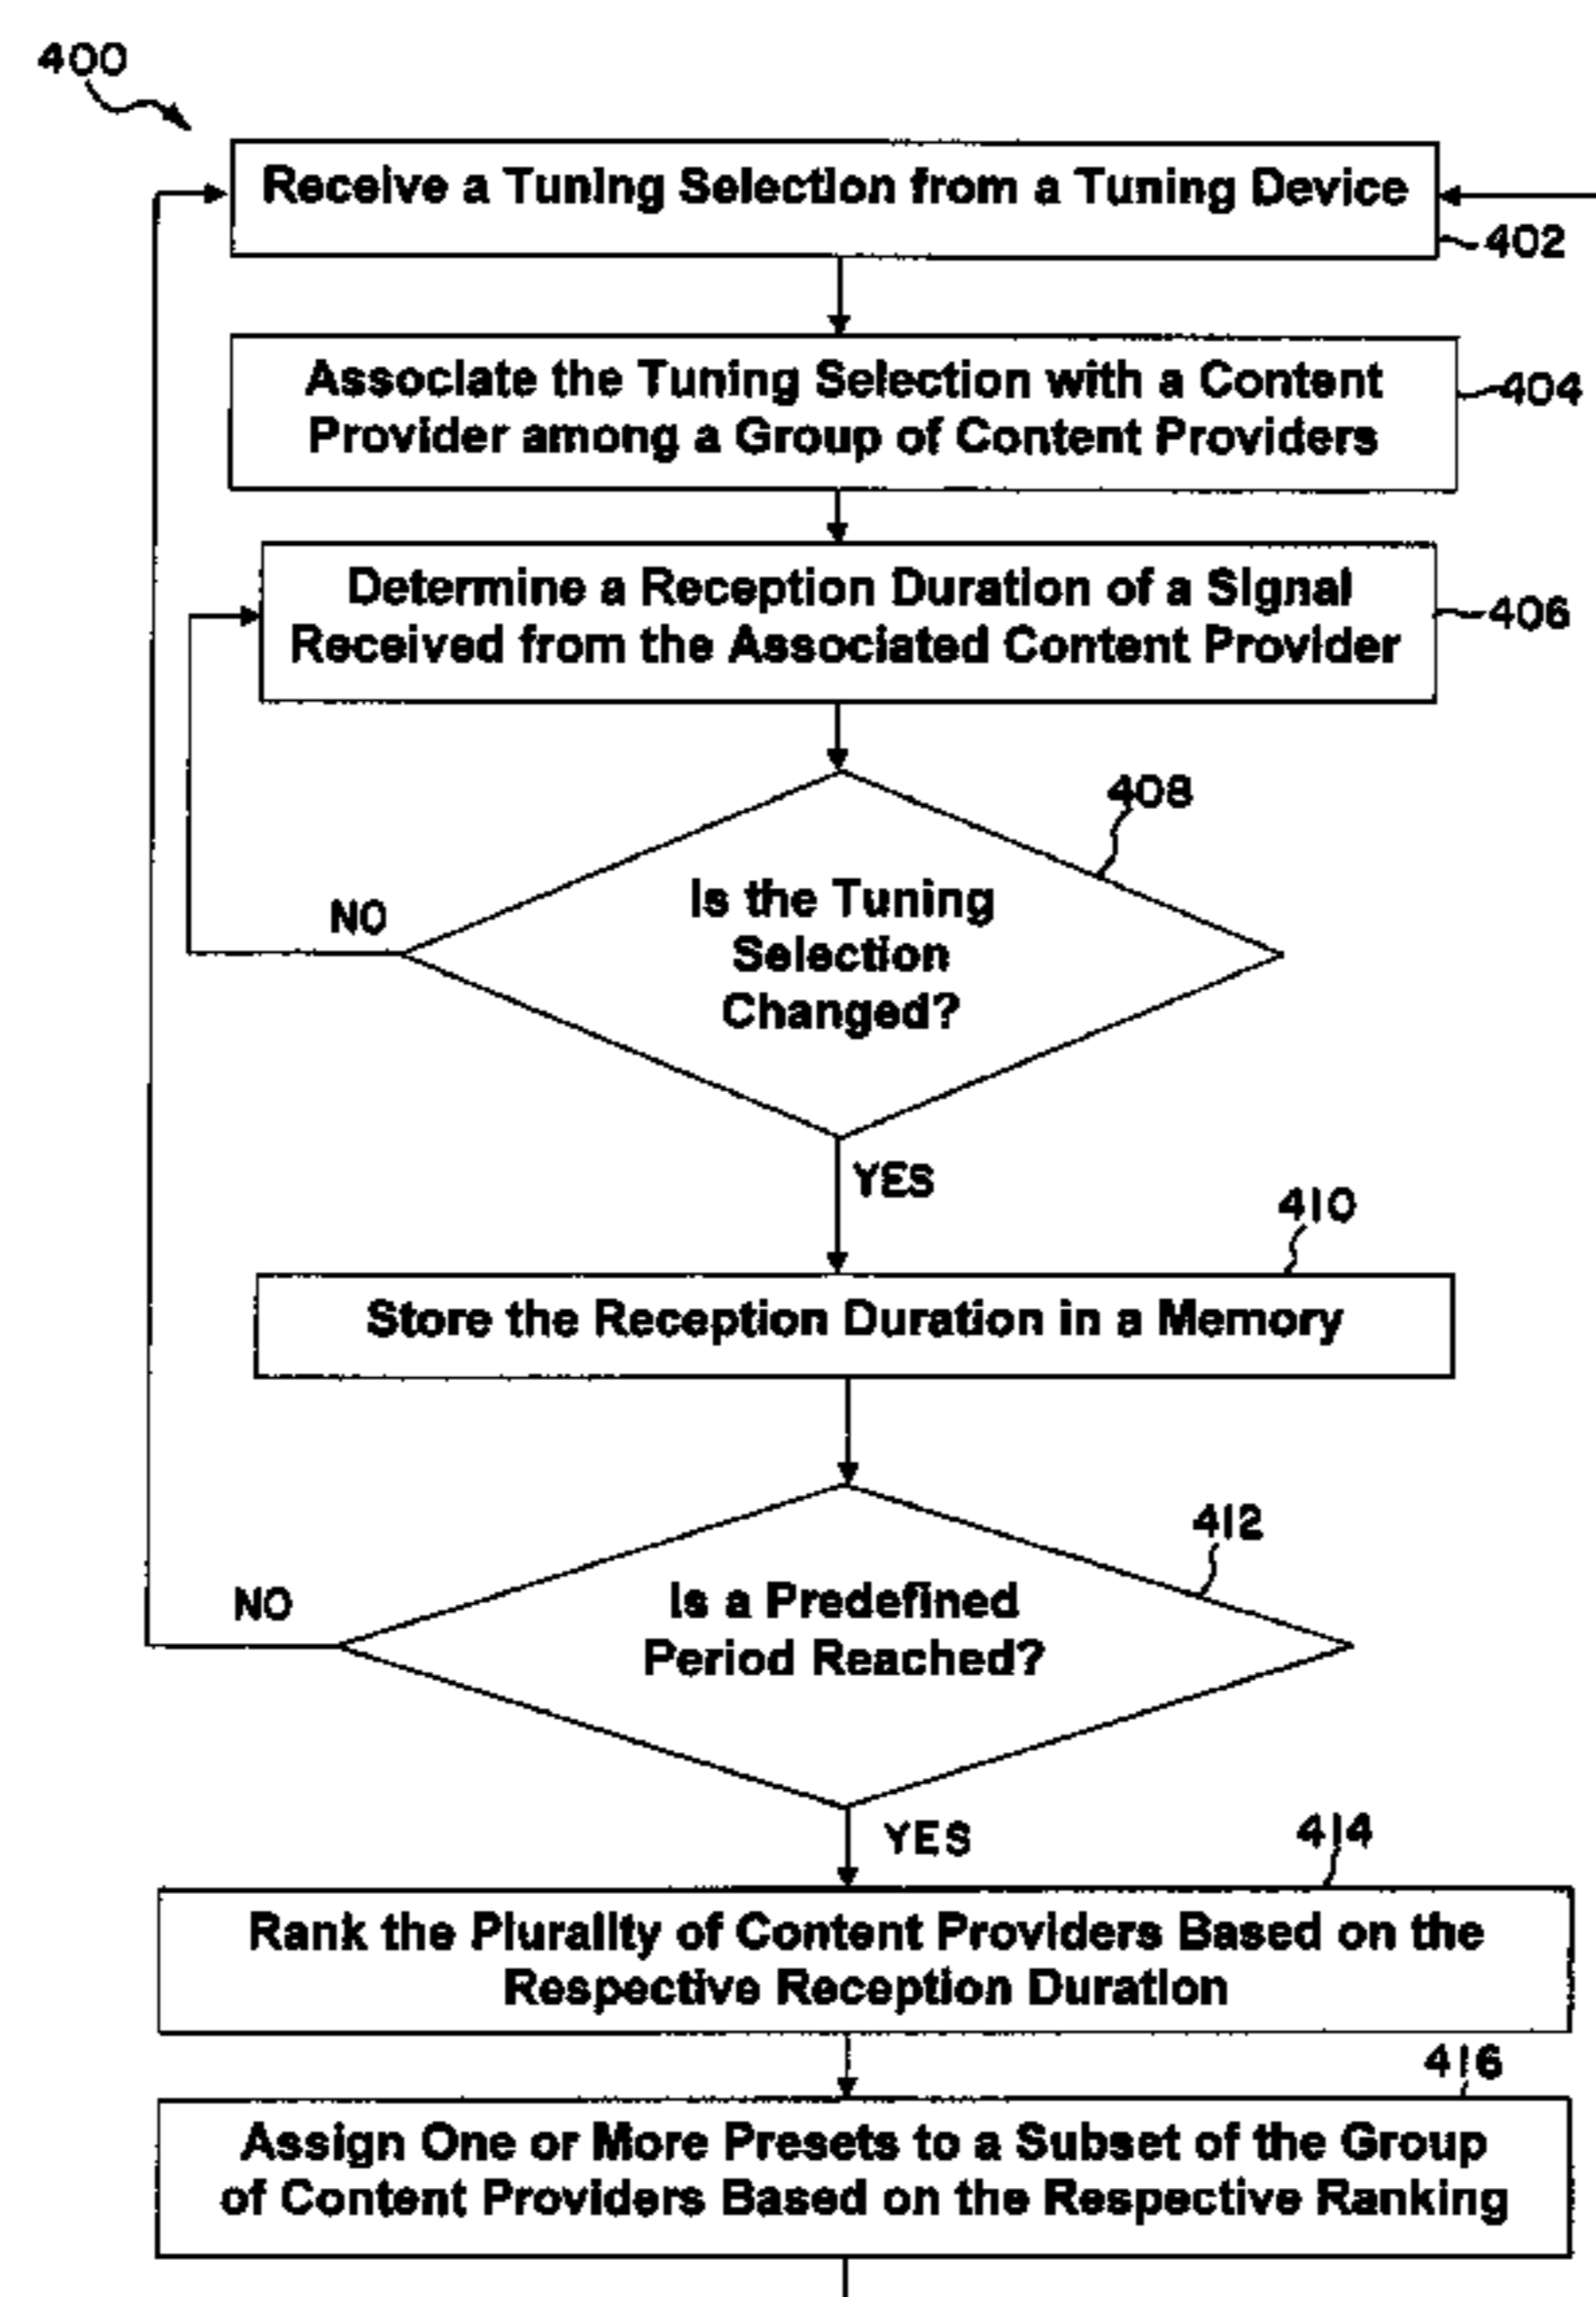 400
Receive a Tuning Selection from a Tuning Device
402
Associate the Tuning Selection with a Content
Provider among a Group of Content Providers
404
Determine a Reception Duration of a Signal
Received from the Associated Content Provider
406
408
Is the Tuning
Selection
Changed?
NO
YES
410
Store the Reception Duration in a Memory
412
Is a Predefined
Period Reached?
NO
YES
414
Rank the Plurality of Content Providers Based on the
Respective Reception Duration
416
Assign One or More Presets to a Subset of the Group
of Content Providers Based on the Respective Ranking